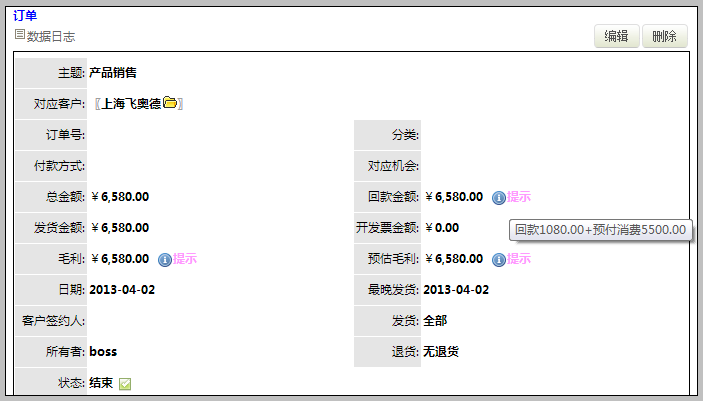 订单
数据日志 编辑 删除
主题: 产品销售
对应客户: 〖上海飞奥德〗
订单号: 分类:
付款方式: 对应机会:
总金额: ￥6,580.00 回款金额: ￥6,580.00 提示
发货金额: ￥6,580.00 开发票金额: ￥0.00 回款1080.00+预付消费5500.00
毛利: ￥6,580.00 提示 预估毛利: ￥6,580.00 提示
日期: 2013-04-02 最晚发货: 2013-04-02
客户签约人: 发货: 全部
所有者: boss 退货: 无退货
状态: 结束